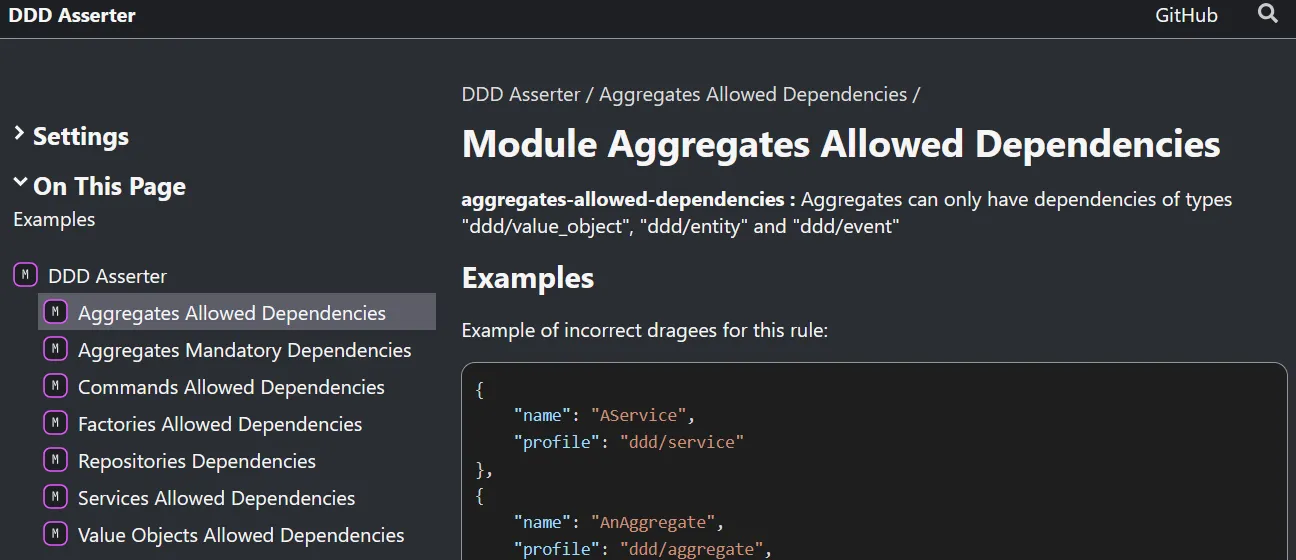 DDD Asserter
GitHub
Settings
On This Page
Examples
M DDD Asserter
M Aggregates Allowed Dependencies
M Aggregates Mandatory Dependencies
M Commands Allowed Dependencies
M Factories Allowed Dependencies
M Repositories Dependencies
M Services Allowed Dependencies
M Value Objects Allowed Dependencies
DDD Asserter / Aggregates Allowed Dependencies /
Module Aggregates Allowed Dependencies
aggregates-allowed-dependencies : Aggregates can only have dependencies of types
"ddd/value_object", "ddd/entity" and "ddd/event"
Examples
Example of incorrect dragees for this rule:
{
    "name": "AService",
    "profile": "ddd/service"
},
{
    "name": "AnAggregate",
    "profile": "ddd/aggregate",